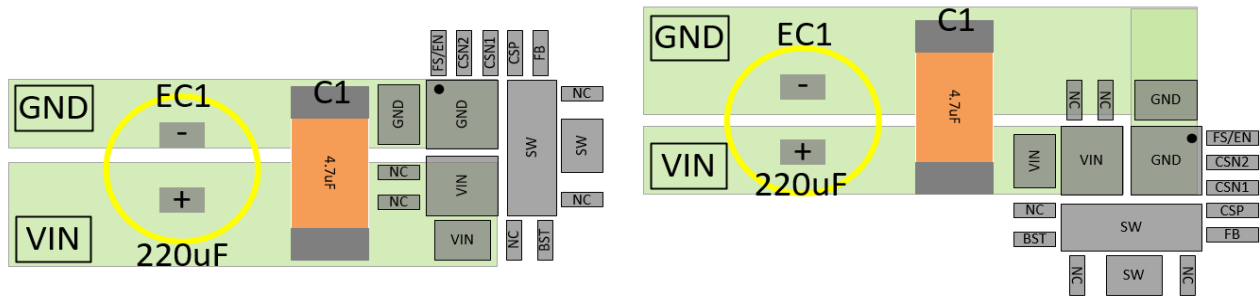 FS/EN
CSN2
CSN1
CSP
FB
GND
EC1
C1
GND
GND
NC
-
4.7uF
SW
SW
NC
NC
VIN
+
NC
VIN
220uF
VIN
NC
BST
GND
EC1
C1
-
4.7uF
NC
NC
GND
VIN
+
VIN
VIN
GND
FS/EN
CSN2
CSN1
220uF
NC
SW
CSP
BST
FB
NC
SW
NC